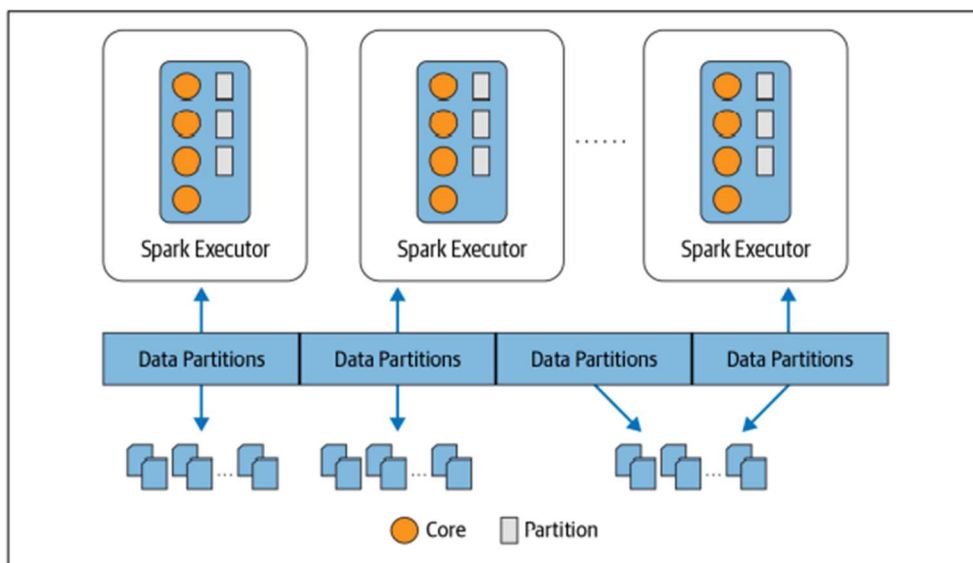 Spark Executor
Spark Executor
......
Spark Executor
Data Partitions
Data Partitions
Data Partitions
Data Partitions
...
...
...
Core
Partition